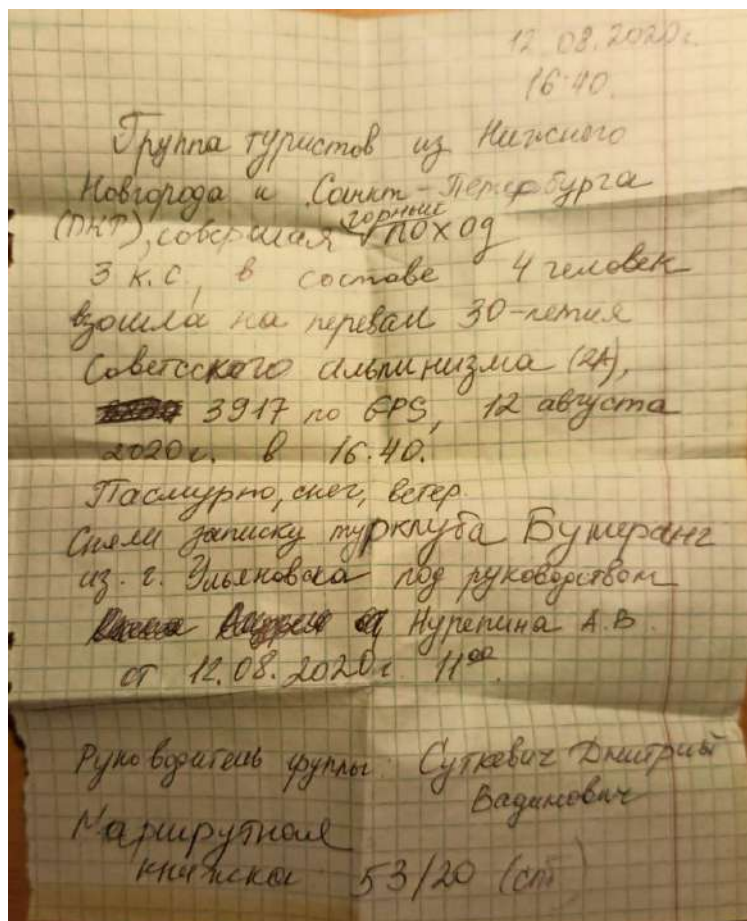 12 08.2020г.
16:40.
Группа туристов из Нижнего
Новгорода и Санкт-Петербурга
(ПКТ), совершая горный поход
3 к.с., в составе 4 человек
взошла на перевал 30-летия
Советского альпинизма (2А),
3917 по GPS, 12 августа
2020г. в 16.40.
Пасмурно, снег, ветер.
Сняли записку турклуба Бумеранг
из г. Ульяновска под руководством
Нурепина А.В.
от 12.08.2020г. 11⁰⁰.
Руководитель группы: Суткевич Дмитрий
Вадимович
Маршрутная
книжка 53/20 (спб)